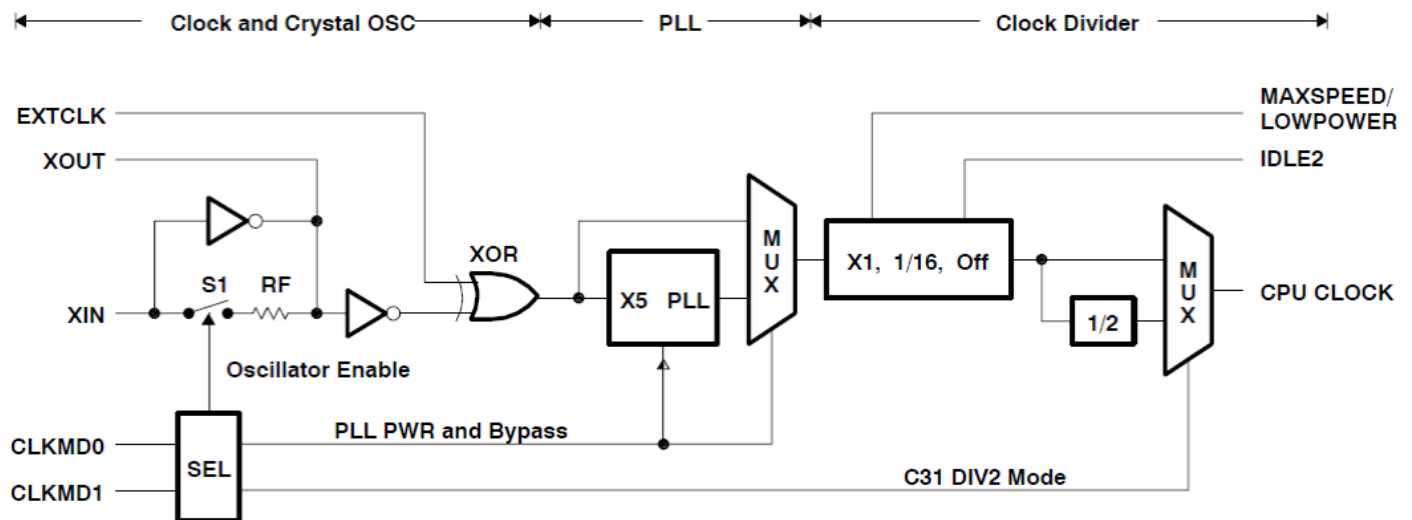 Clock and Crystal OSC
PLL
Clock Divider
EXTCLK
MAXSPEED/
LOWPOWER
XOUT
IDLE2
XOR
MUX
S1
RF
X1, 1/16, Off
MUX
XIN
X5 PLL
CPU CLOCK
1/2
Oscillator Enable
CLKMD0
PLL PWR and Bypass
SEL
CLKMD1
C31 DIV2 Mode